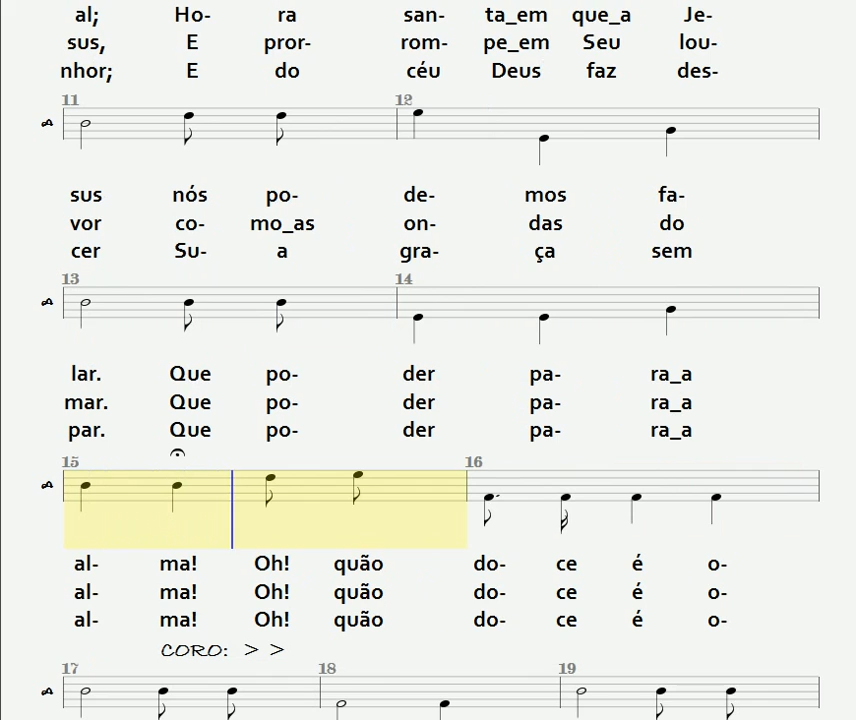 al; Ho- ra san- ta_em que_a Je-
sus, E pror- rom- pe_em Seu lou-
nhor; E do céu Deus faz des-
11 12
A
sus nós po- de- mos fa-
vor co- mo_as on- das do
cer Su- a gra- ça sem
13 14
A
lar. Que po- der pa- ra_a
mar. Que po- der pa- ra_a
par. Que po- der pa- ra_a
15 16
A
al- ma! Oh! quão do- ce é o-
al- ma! Oh! quão do- ce é o-
al- ma! Oh! quão do- ce é o-
CORO: > >
17 18 19
A